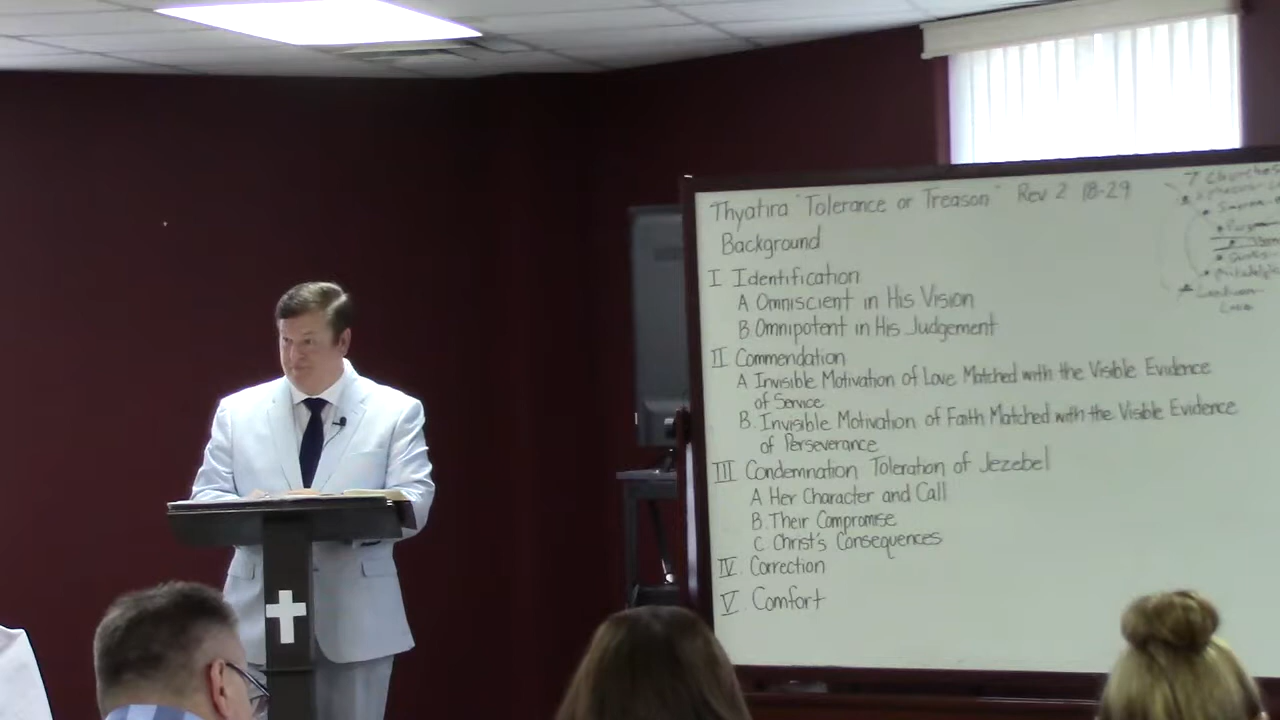 Thyatira "Tolerance or Treason" Rev 2 18-29
Background
I Identification
A Omniscient in His Vision
B. Omnipotent in His Judgement
II Commendation
A Invisible Motivation of Love Matched with the Visible Evidence
of Service
B. Invisible Motivation of Faith Matched with the Visible Evidence
of Perseverance
III Condemnation Toleration of Jezebel
A Her Character and Call
B. Their Compromise
C. Christ's Consequences
IV. Correction
V. Comfort
7 Churches